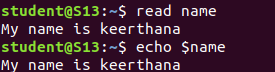 student@S13:~$ read name
My name is keerthana
student@S13:~$ echo $name
My name is keerthana